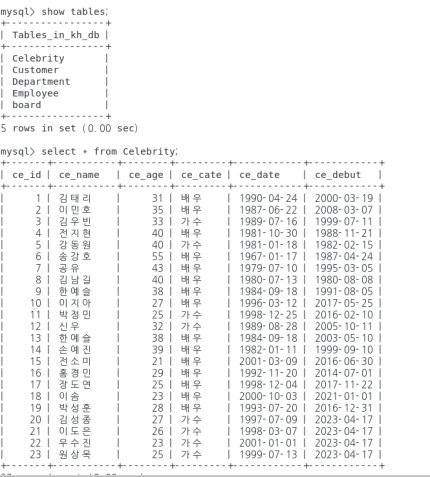 mysql> show tables;
+-----------------+
| Tables_in_kh_db |
+-----------------+
| Celebrity |
| Customer |
| Department |
| Employee |
| board |
+-----------------+
5 rows in set (0.00 sec)
mysql> select * from Celebrity;
+-------+-----------+--------+---------+------------+------------+
| ce_id | ce_name | ce_age | ce_cate | ce_date | ce_debut |
+-------+-----------+--------+---------+------------+------------+
| 1 | 김태리 | 31 | 배우 | 1990-04-24 | 2000-03-19 |
| 2 | 이민호 | 35 | 배우 | 1987-06-22 | 2008-03-07 |
| 3 | 김우빈 | 33 | 가수 | 1989-07-16 | 1999-07-11 |
| 4 | 전지현 | 40 | 배우 | 1981-10-30 | 1988-11-21 |
| 5 | 강동원 | 40 | 가수 | 1981-01-18 | 1982-02-15 |
| 6 | 송강호 | 55 | 배우 | 1967-01-17 | 1987-04-24 |
| 7 | 공유 | 43 | 배우 | 1979-07-10 | 1995-03-05 |
| 8 | 김남길 | 40 | 배우 | 1980-07-13 | 1980-08-08 |
| 9 | 한예슬 | 38 | 배우 | 1984-09-18 | 1991-08-05 |
| 10 | 이지아 | 27 | 배우 | 1996-03-12 | 2017-05-25 |
| 11 | 박정민 | 25 | 가수 | 1998-12-25 | 2016-02-10 |
| 12 | 신우 | 32 | 가수 | 1989-08-28 | 2005-10-11 |
| 13 | 한예슬 | 38 | 배우 | 1984-09-18 | 2003-05-10 |
| 14 | 손예진 | 39 | 배우 | 1982-01-11 | 1999-09-10 |
| 15 | 전소미 | 21 | 배우 | 2001-03-09 | 2016-06-30 |
| 16 | 홍경민 | 29 | 배우 | 1992-11-20 | 2014-07-01 |
| 17 | 장도연 | 25 | 배우 | 1998-12-04 | 2017-11-22 |
| 18 | 이솜 | 23 | 배우 | 2000-10-03 | 2021-01-01 |
| 19 | 박성훈 | 28 | 배우 | 1993-07-20 | 2016-12-31 |
| 20 | 김성종 | 27 | 가수 | 1997-07-09 | 2023-04-17 |
| 21 | 이도은 | 26 | 가수 | 1998-03-07 | 2023-04-17 |
| 22 | 우수진 | 23 | 가수 | 2001-01-01 | 2023-04-17 |
| 23 | 원상목 | 25 | 가수 | 1999-07-13 | 2023-04-17 |
+-------+-----------+--------+---------+------------+------------+